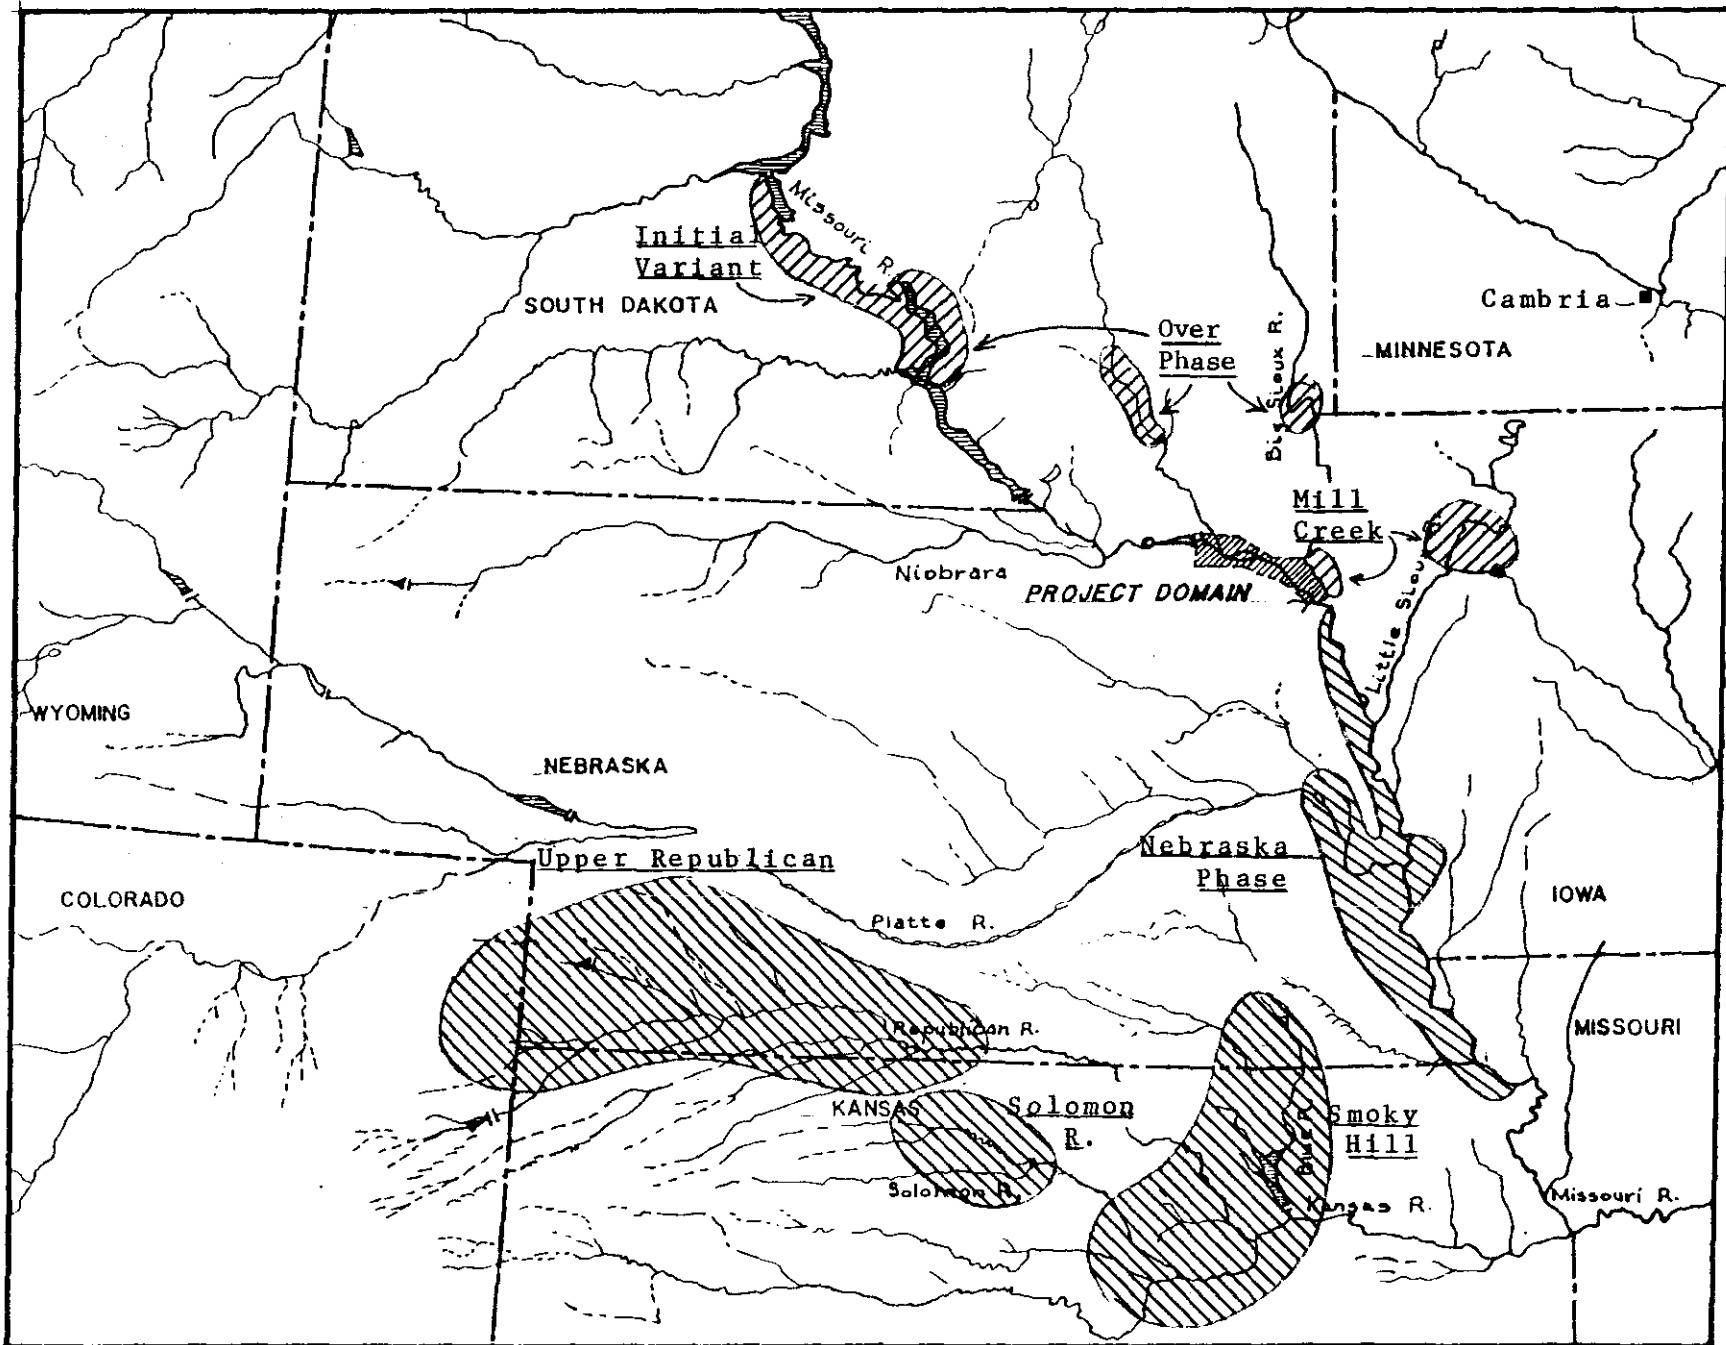 Missouri R.
Initial
Variant
SOUTH DAKOTA
Cambria
Over
Phase
Big Sioux R.
MINNESOTA
Mill
Creek
Niobrara
PROJECT DOMAIN
Little Sioux R.
WYOMING
NEBRASKA
Upper Republican
Nebraska
Phase
COLORADO
IOWA
Platte R.
Republican R.
MISSOURI
KANSAS
Solomon
R.
Smoky
Hill
Blue R.
Solomon R.
Kansas R.
Missouri R.